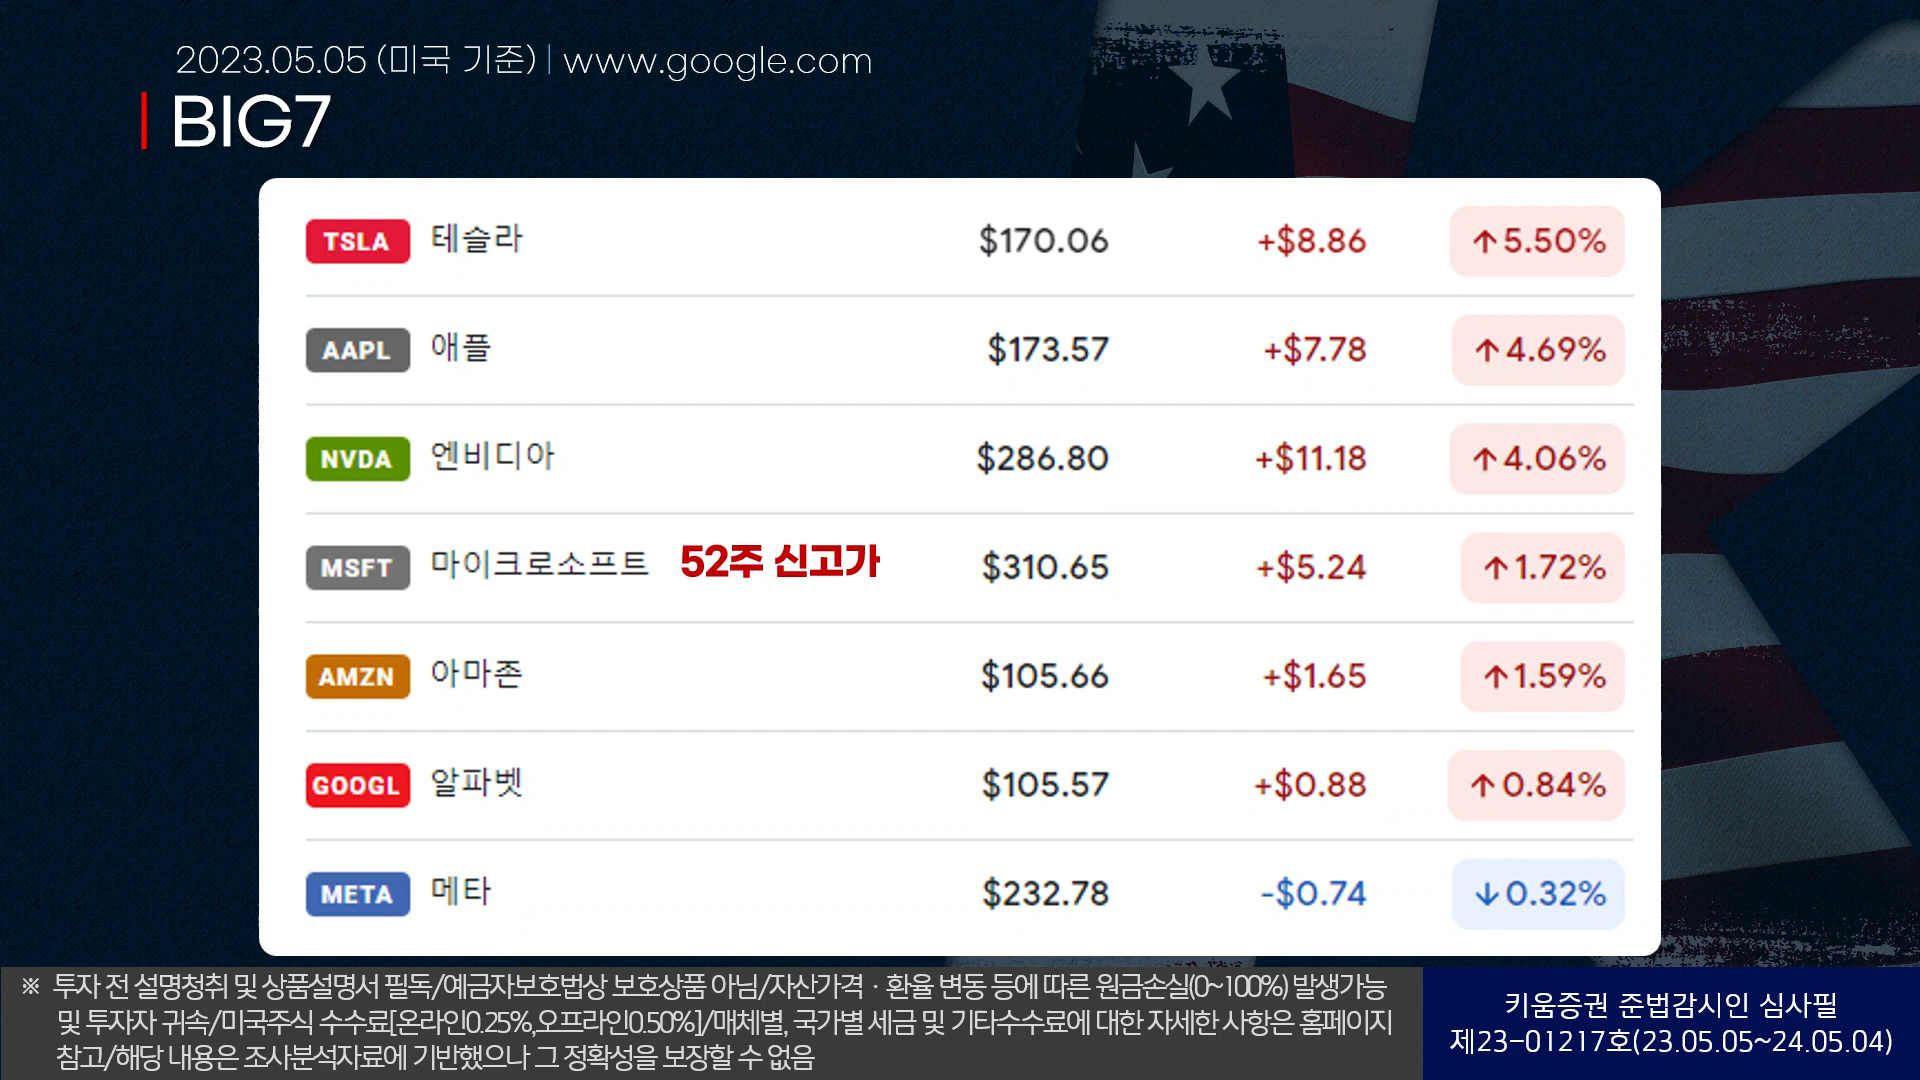 2023.05.05 (미국 기준) | www.google.com
BIG7
TSLA 테슬라 $170.06 +$8.86 ↑5.50%
AAPL 애플 $173.57 +$7.78 ↑4.69%
NVDA 엔비디아 $286.80 +$11.18 ↑4.06%
MSFT 마이크로소프트 52주 신고가 $310.65 +$5.24 ↑1.72%
AMZN 아마존 $105.66 +$1.65 ↑1.59%
GOOGL 알파벳 $105.57 +$0.88 ↑0.84%
META 메타 $232.78 -$0.74 ↓0.32%
※ 투자 전 설명청취 및 상품설명서 필독/예금자보호법상 보호상품 아님/자산가격 · 환율 변동 등에 따른 원금손실(0~100%) 발생가능
및 투자자 귀속/미국주식 수수료[온라인0.25%,오프라인0.50%]/매체별, 국가별 세금 및 기타수수료에 대한 자세한 사항은 홈페이지
참고/해당 내용은 조사분석자료에 기반했으나 그 정확성을 보장할 수 없음
키움증권 준법감시인 심사필
제23-01217호(23.05.05~24.05.04)